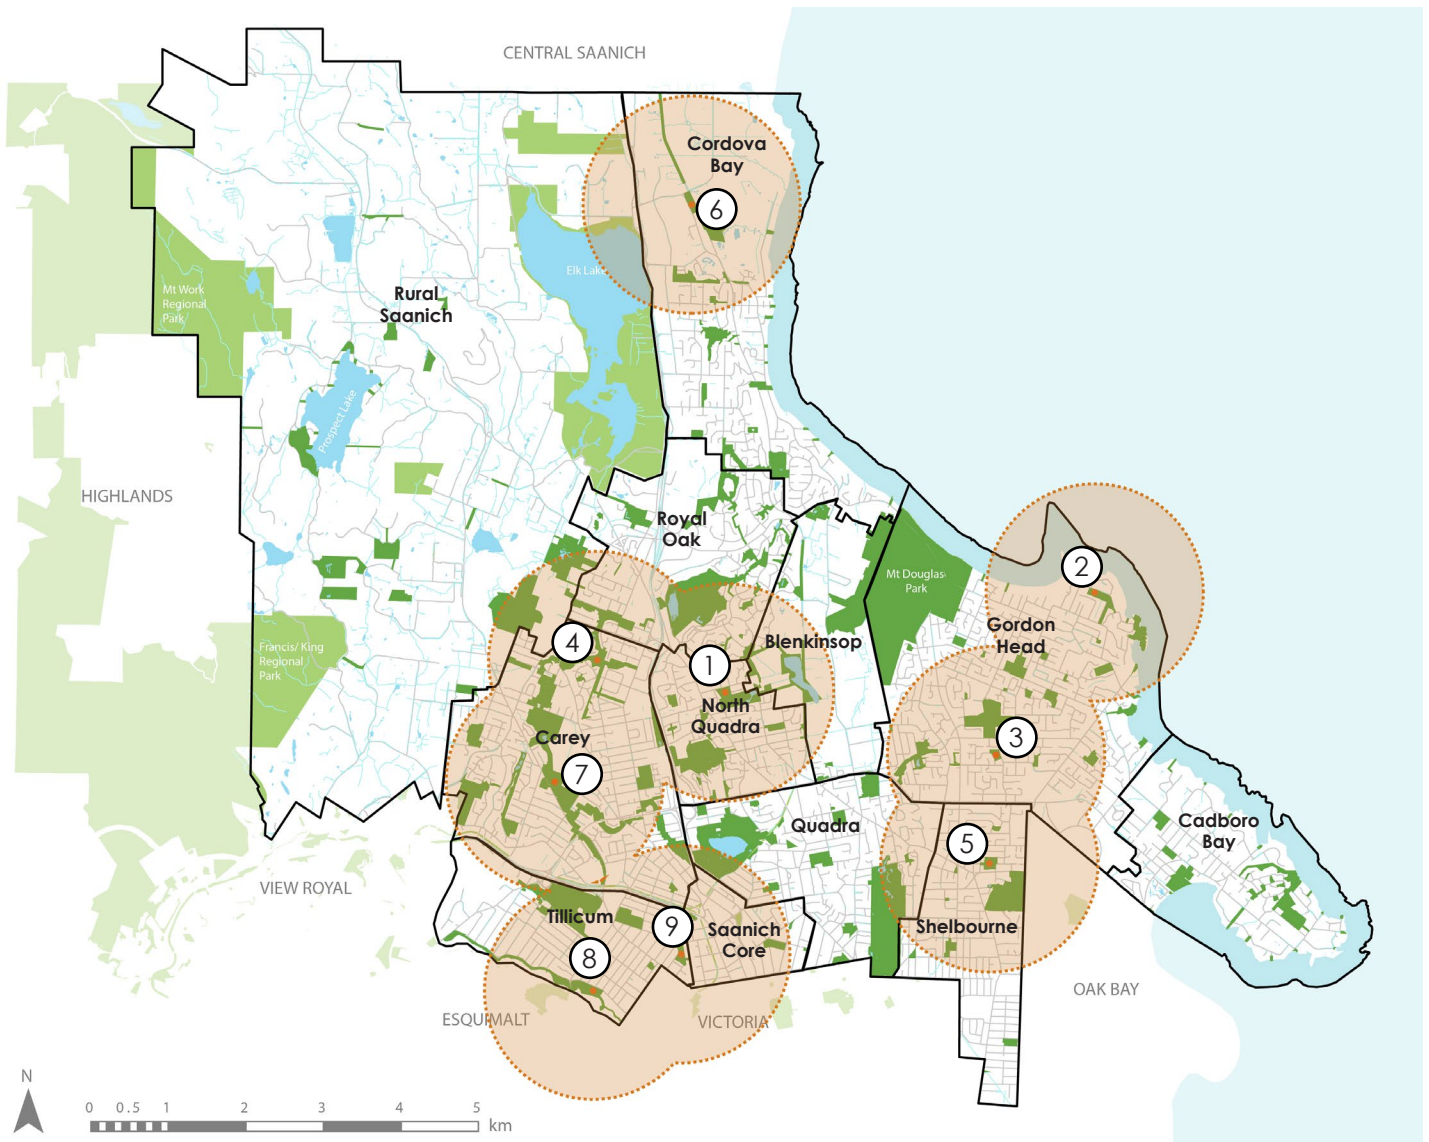 CENTRAL SAANICH
Cordova
Bay
6
Elk Lake
Mt Work
Regional
Park
Rural
Saanich
Prospect Lake
HIGHLANDS
Royal
Oak
2
Mt Douglas
Park
Gordon
Head
4
Blenkinsop
1
Francis/ King
Regional
Park
North
Quadra
Carey
3
7
Quadra
Cadboro
Bay
5
VIEW ROYAL
Tillicum
9
Saanich
Core
Shelbourne
8
OAK BAY
ESQUIMALT
VICTORIA
N
0 0.5 1 2 3 4 5
km